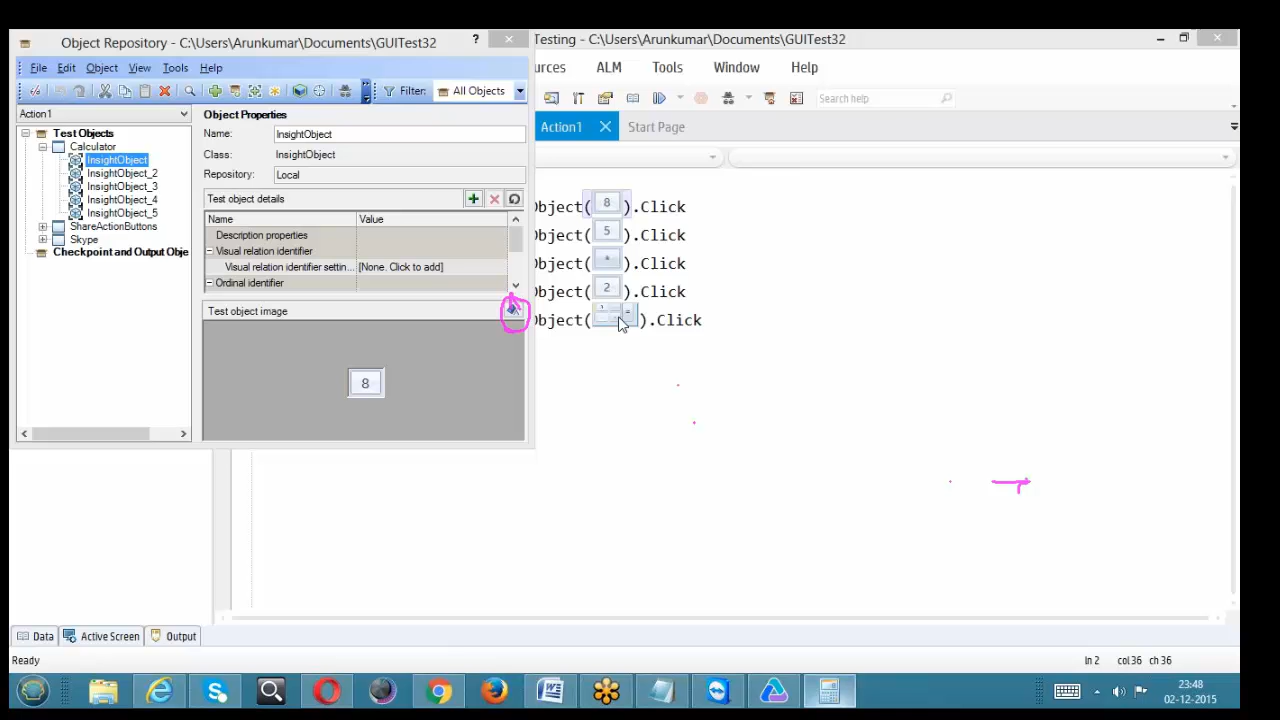 Object Repository - C:\Users\Arunkumar\Documents\GUITest32
Testing - C:\Users\Arunkumar\Documents\GUITest32
File Edit Object View Tools Help
urces ALM Tools Window Help
Filter: All Objects
Search help
Action1
Action1 Start Page
Test Objects
Calculator
InsightObject
InsightObject_2
InsightObject_3
InsightObject_4
InsightObject_5
ShareActionButtons
Skype
Checkpoint and Output Obje
Object Properties
Name: InsightObject
Class: InsightObject
Repository: Local
Test object details
Name Value
Description properties
Visual relation identifier
Visual relation identifier settin... [None. Click to add]
Ordinal identifier
Test object image
8
Object( 8 ).Click
Object( 5 ).Click
Object( * ).Click
Object( 2 ).Click
Object( = ).Click
Data Active Screen Output
Ready
ln 2 col 36 ch 36
23:48
02-12-2015